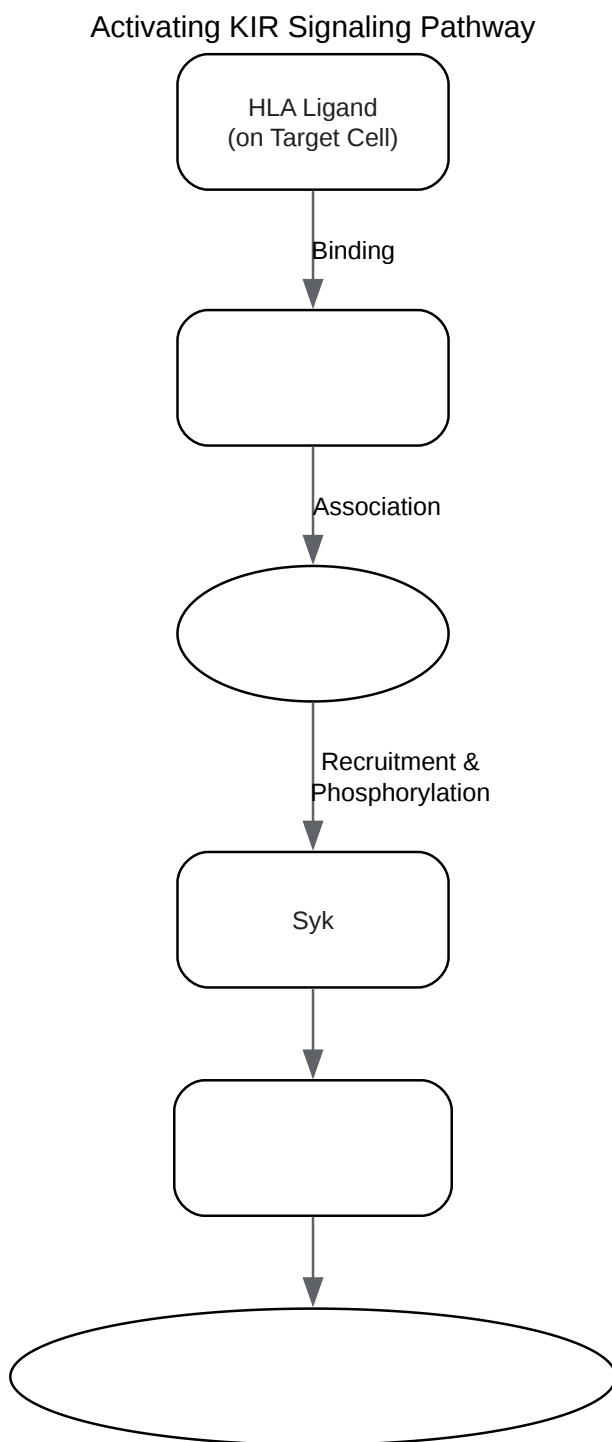 Activating KIR Signaling Pathway
HLA Ligand
(on Target Cell)
Binding
Association
Recruitment &
Phosphorylation
Syk